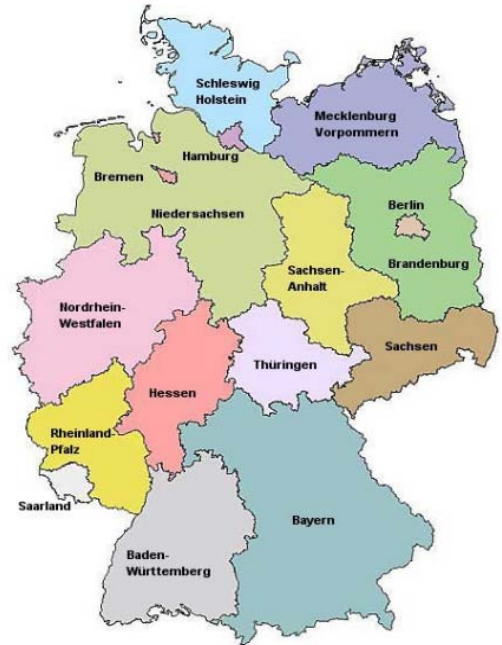 Schleswig
Holstein
Mecklenburg
Vorpommern
Hamburg
Bremen
Niedersachsen
Berlin
Brandenburg
Sachsen-
Anhalt
Nordrhein-
Westfalen
Sachsen
Thüringen
Hessen
Rheinland-
Pfalz
Saarland
Bayern
Baden-
Württemberg